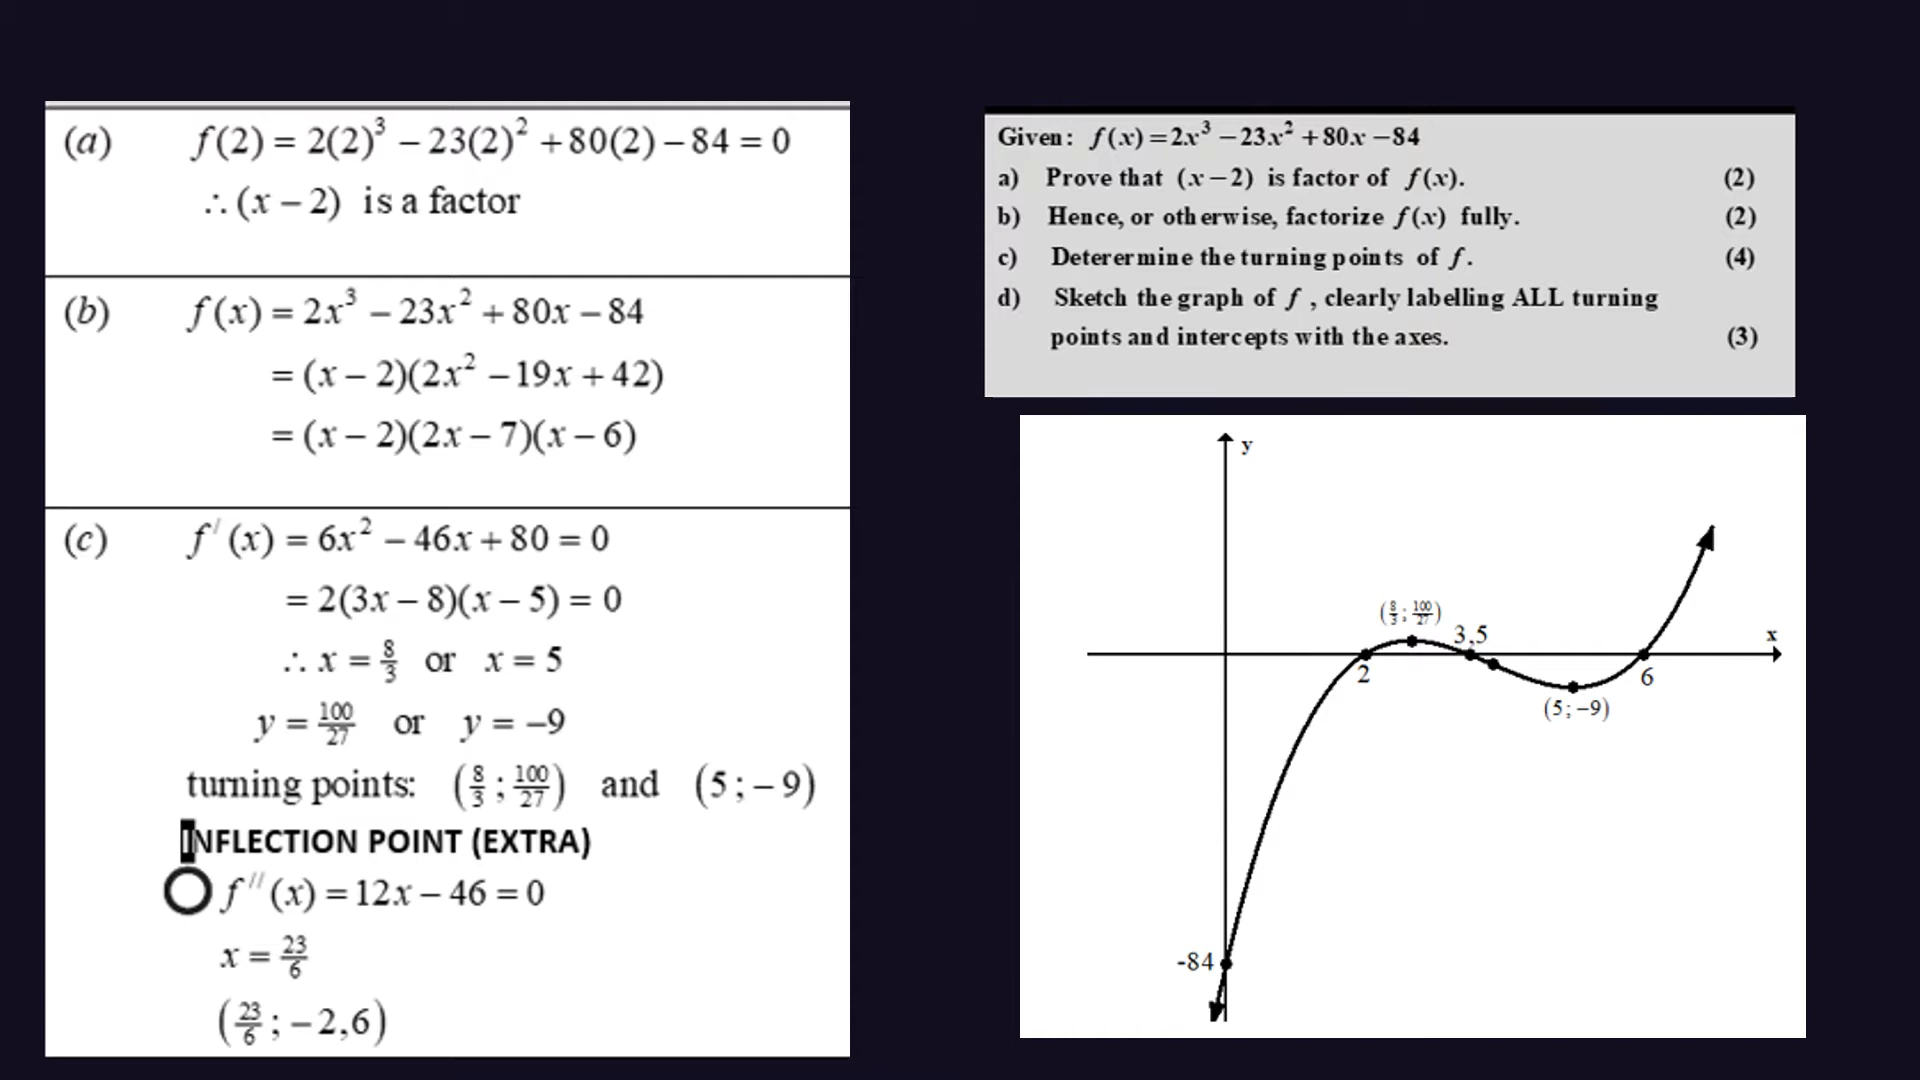 (a) f(2) = 2(2)³ − 23(2)² + 80(2) − 84 = 0
∴ (x − 2) is a factor
(b) f(x) = 2x³ − 23x² + 80x − 84
= (x − 2)(2x² − 19x + 42)
= (x − 2)(2x − 7)(x − 6)
(c) f′(x) = 6x² − 46x + 80 = 0
= 2(3x − 8)(x − 5) = 0
∴ x = 8/3 or x = 5
y = 100/27 or y = −9
turning points: (8/3 ; 100/27) and (5 ; −9)
INFLECTION POINT (EXTRA)
f″(x) = 12x − 46 = 0
x = 23/6
(23/6 ; −2,6)
Given: f(x) = 2x³ − 23x² + 80x − 84
a) Prove that (x − 2) is factor of f(x). (2)
b) Hence, or otherwise, factorize f(x) fully. (2)
c) Deterermine the turning points of f. (4)
d) Sketch the graph of f , clearly labelling ALL turning
points and intercepts with the axes. (3)
y
(8/3 ; 100/27)
3,5
x
2
6
(5 ; −9)
-84